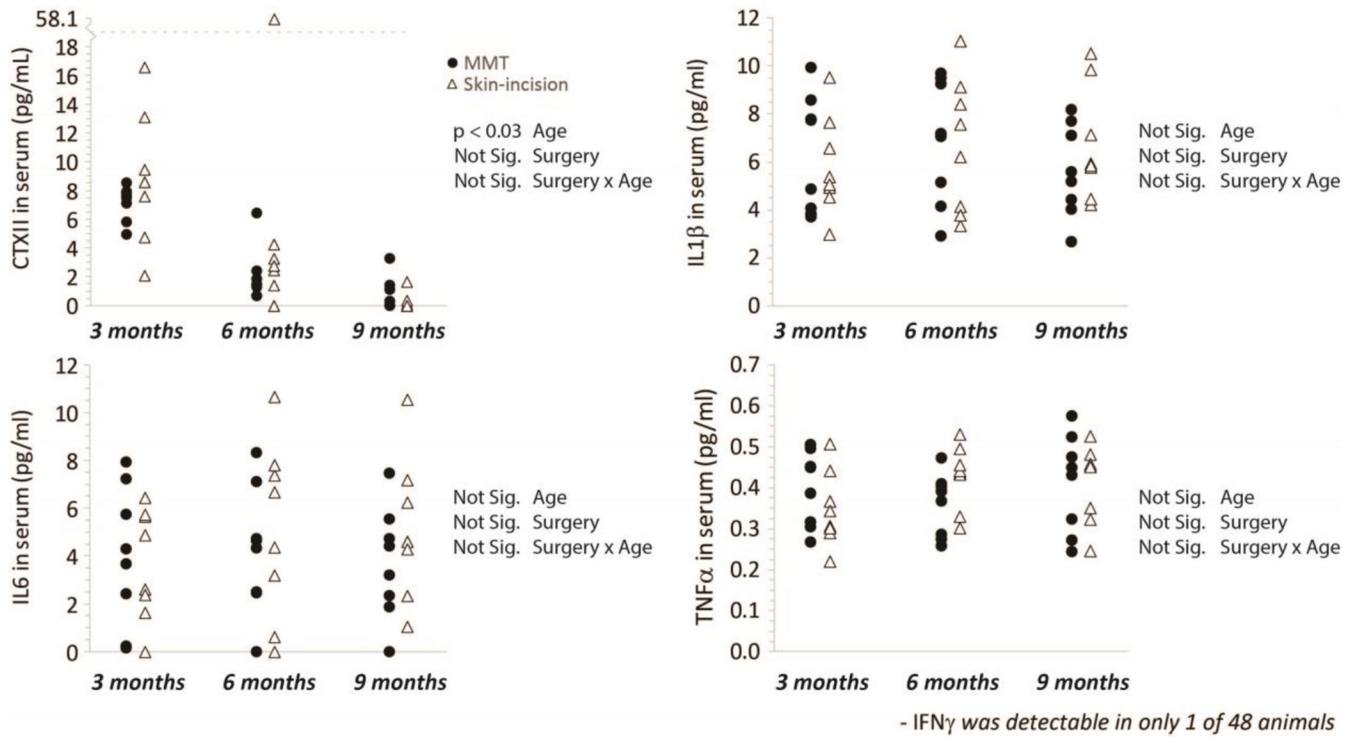 58.1
18
16
14
12
10
8
6
4
2
0
CTXII in serum (pg/mL)
3 months 6 months 9 months
MMT
Skin-incision
p < 0.03 Age
Not Sig. Surgery
Not Sig. Surgery x Age
12
10
8
6
4
2
0
IL1β in serum (pg/ml)
3 months 6 months 9 months
Not Sig. Age
Not Sig. Surgery
Not Sig. Surgery x Age
12
10
8
6
4
2
0
IL6 in serum (pg/ml)
3 months 6 months 9 months
Not Sig. Age
Not Sig. Surgery
Not Sig. Surgery x Age
0.7
0.6
0.5
0.4
0.3
0.2
0.1
0.0
TNFα in serum (pg/ml)
3 months 6 months 9 months
Not Sig. Age
Not Sig. Surgery
Not Sig. Surgery x Age
- IFNγ was detectable in only 1 of 48 animals